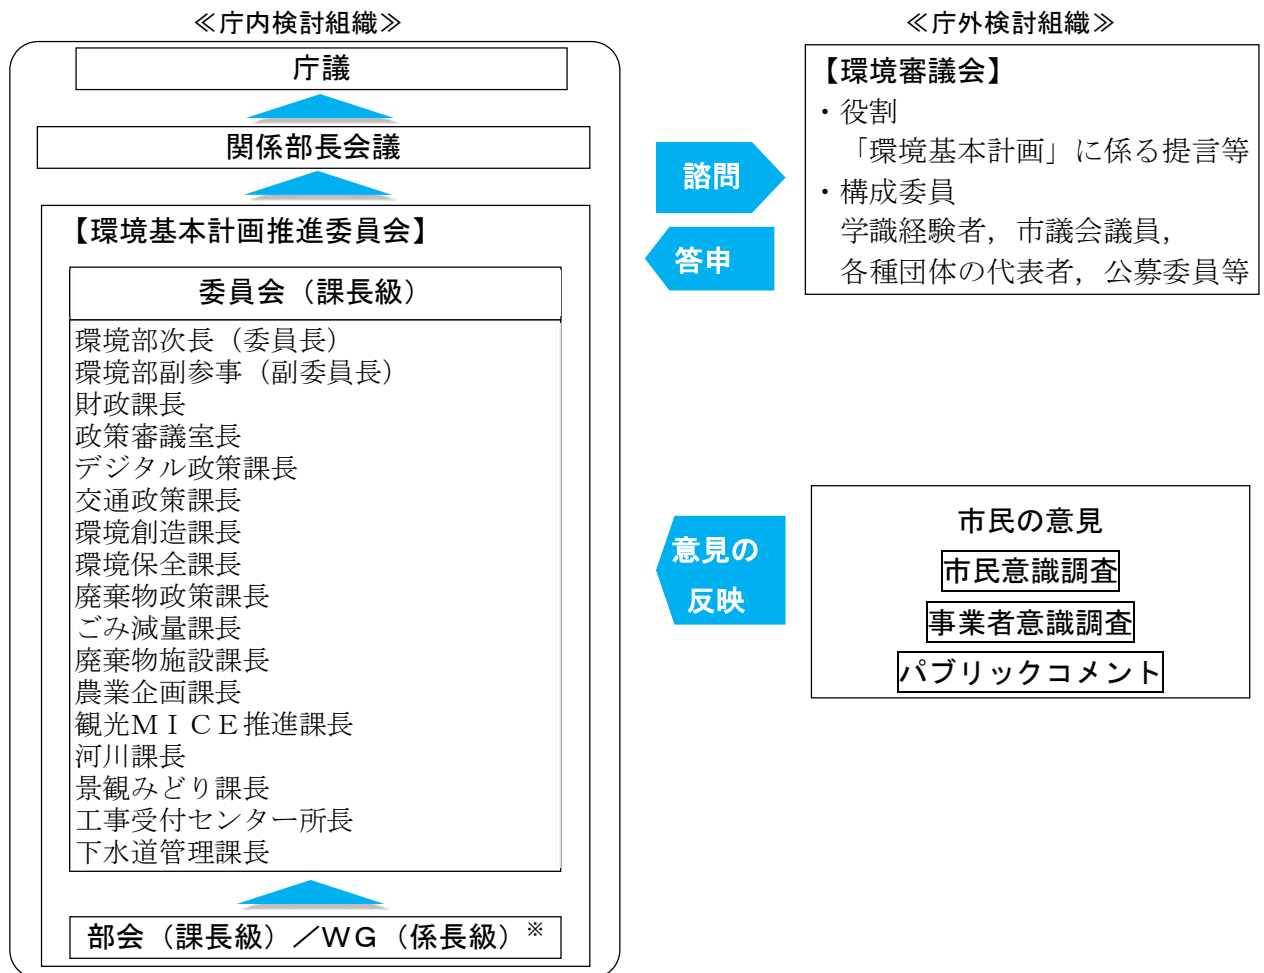 ≪庁内検討組織≫
庁議
関係部長会議
【環境基本計画推進委員会】
委員会（課長級）
環境部次長（委員長）
環境部副参事（副委員長）
財政課長
政策審議室長
デジタル政策課長
交通政策課長
環境創造課長
環境保全課長
廃棄物政策課長
ごみ減量課長
廃棄物施設課長
農業企画課長
観光ＭＩＣＥ推進課長
河川課長
景観みどり課長
工事受付センター所長
下水道管理課長
部会（課長級）／ＷＧ（係長級）※
諮問
答申
意見の
反映
≪庁外検討組織≫
【環境審議会】
・役割
「環境基本計画」に係る提言等
・構成委員
学識経験者，市議会議員，
各種団体の代表者，公募委員等
市民の意見
市民意識調査
事業者意識調査
パブリックコメント